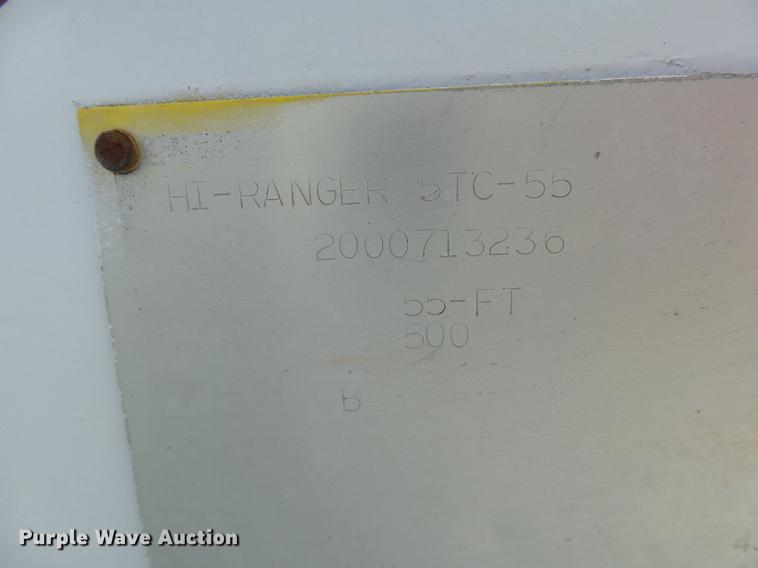 HI-RANGER 5TC-55
2000713236
55-FT
500
B
Purple Wave Auction